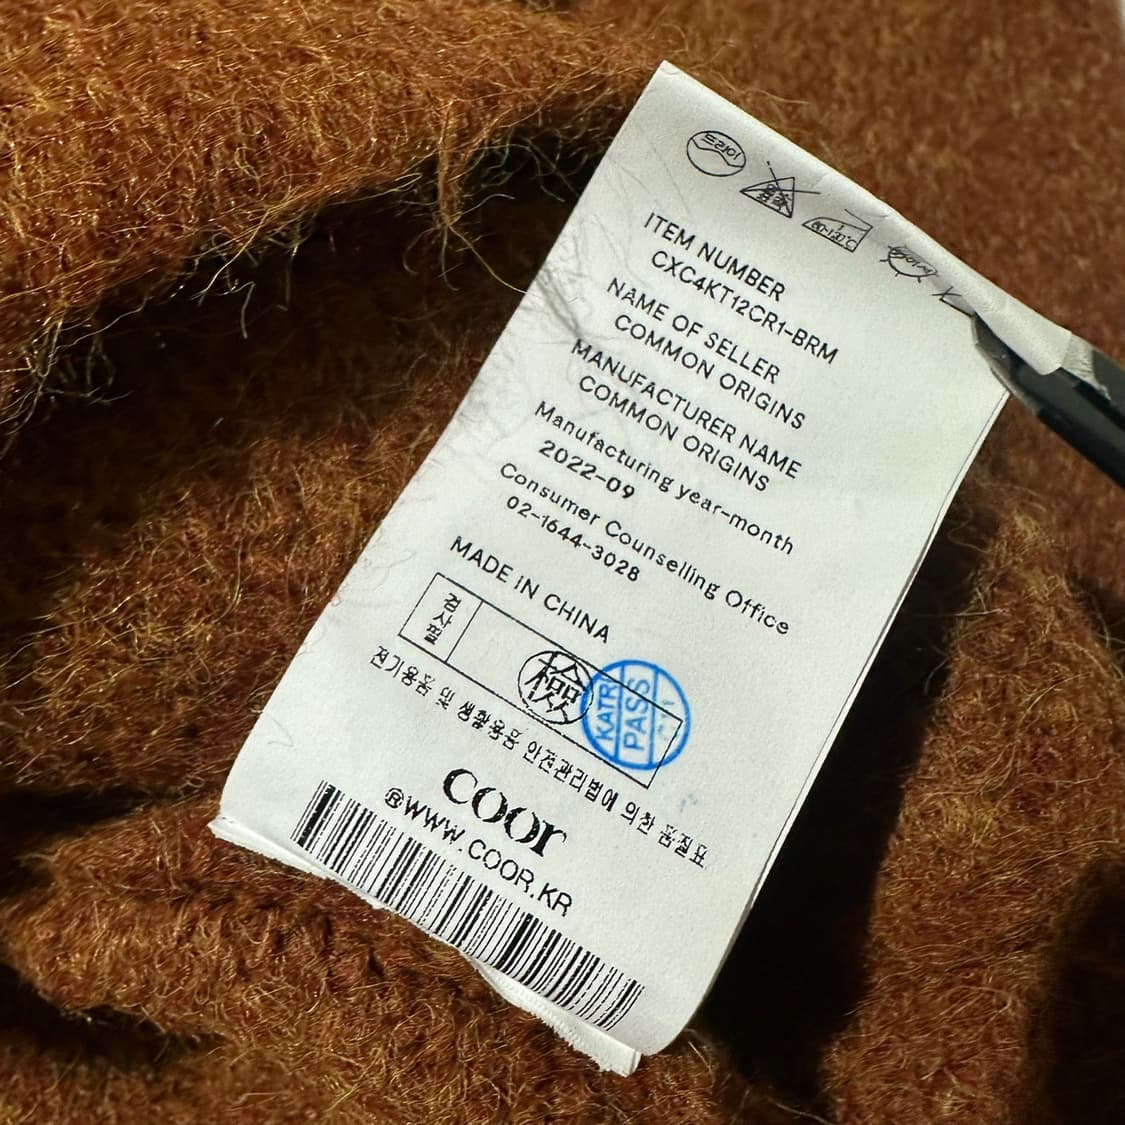 드라이
80-120℃
ITEM NUMBER
CXC4KT12CR1-BRM
NAME OF SELLER
COMMON ORIGINS
MANUFACTURER NAME
COMMON ORIGINS
Manufacturing year-month
2022-09
Consumer Counselling Office
02-1644-3028
MADE iN CHINA
검사필
檢
KATRI
PASS
전기용품 및 생활용품 안전관리법에 의한 품질표
coor
®WWW.COOR.KR